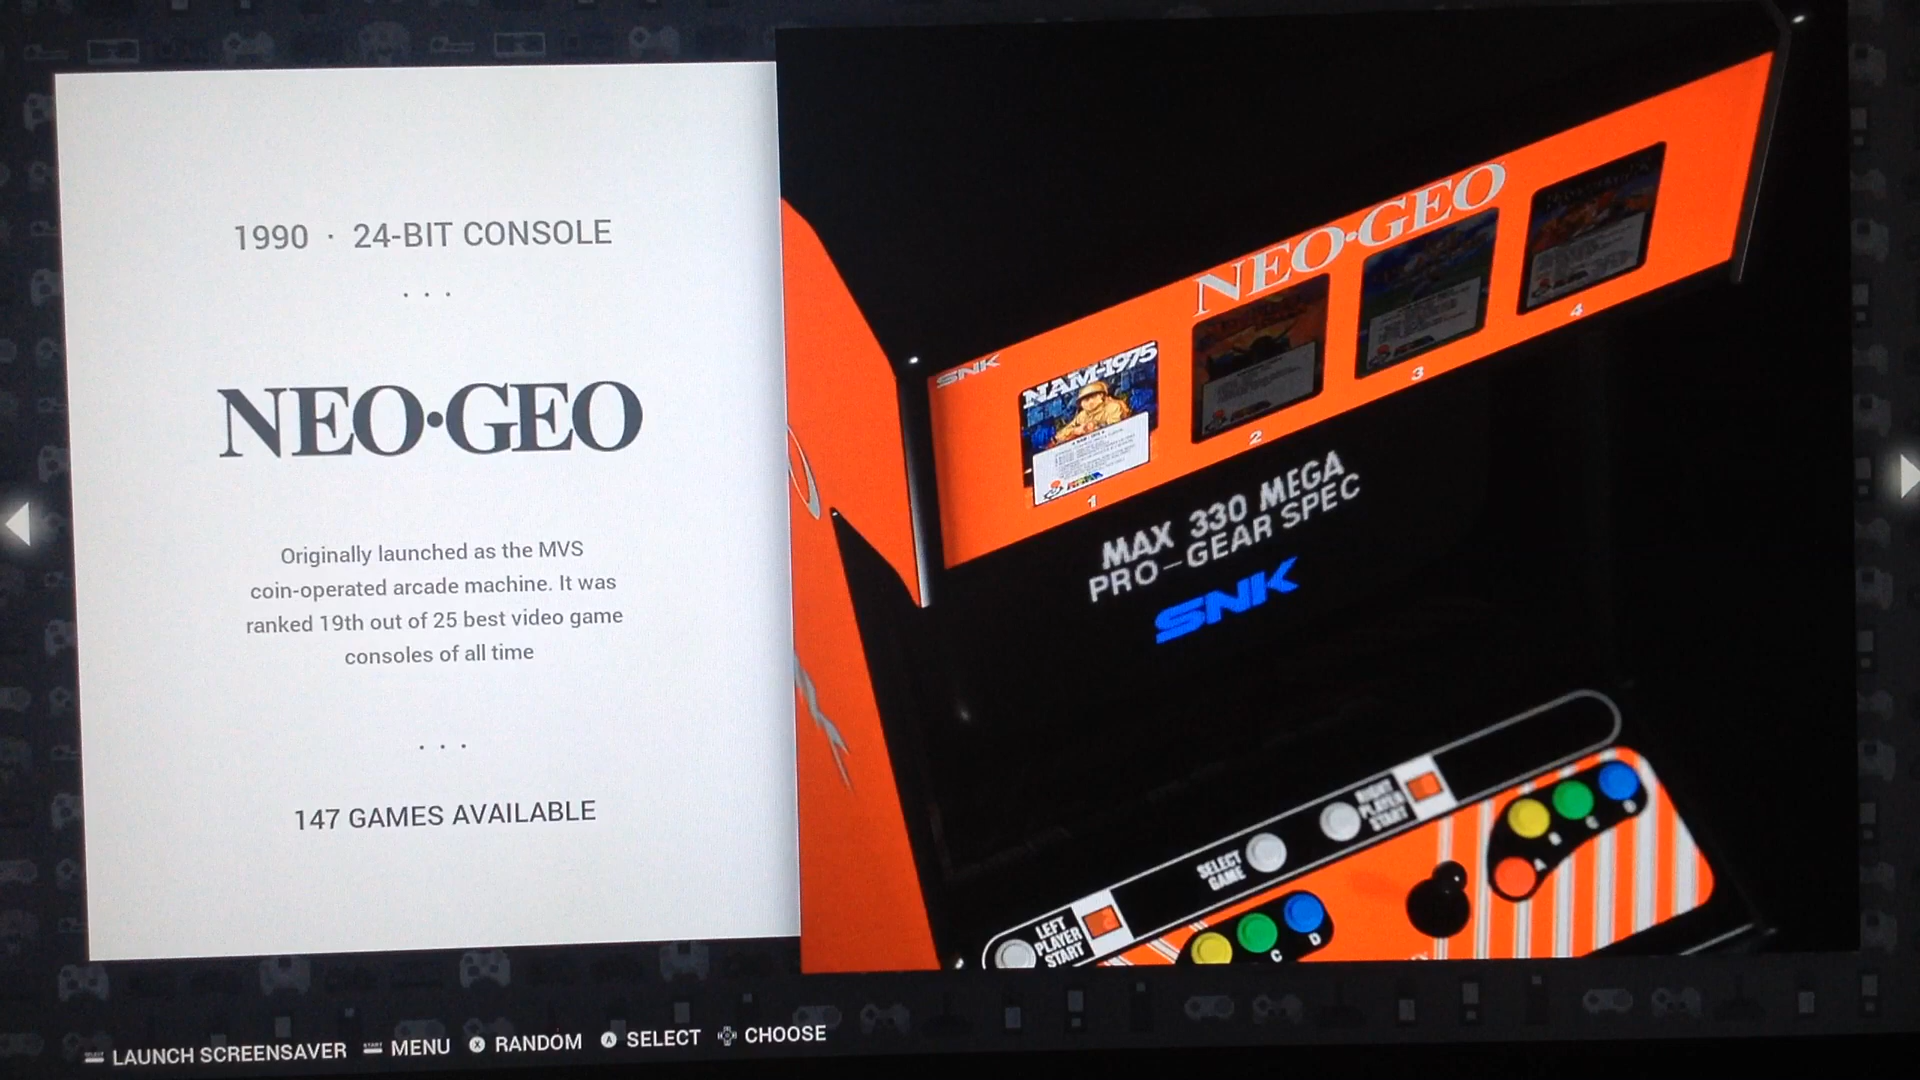 1990 · 24-BIT CONSOLE
. . .
NEO•GEO
Originally launched as the MVS
coin-operated arcade machine. It was
ranked 19th out of 25 best video game
consoles of all time
. . .
147 GAMES AVAILABLE
NEO•GEO
SNK
NAM-1975
1
2
3
4
MAX 330 MEGA
PRO-GEAR SPEC
SNK
LEFT
PLAYER
START
SELECT
GAME
RIGHT
PLAYER
START
C
D
A
B
C
D
LAUNCH SCREENSAVER MENU X RANDOM A SELECT CHOOSE